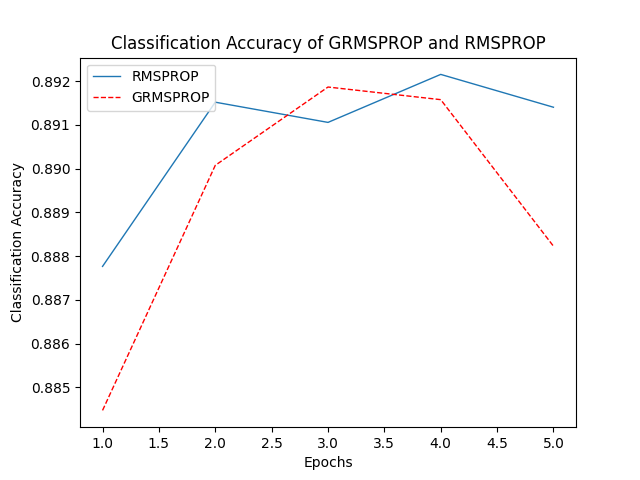 Classification Accuracy of GRMSPROP and RMSPROP
RMSPROP
GRMSPROP
Classification Accuracy
0.892
0.891
0.890
0.889
0.888
0.887
0.886
0.885
1.0 1.5 2.0 2.5 3.0 3.5 4.0 4.5 5.0
Epochs